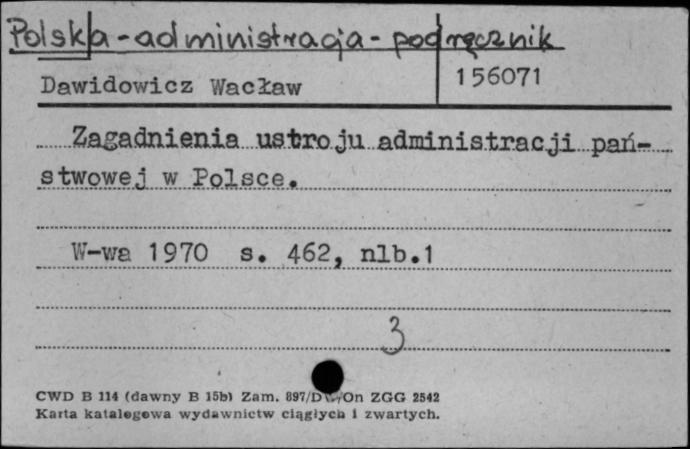 Polska - administracja - podręcznik
Dawidowicz Wacław
156071
Zagadnienia ustroju administracji pań-
stwowej w Polsce.
W-wa 1970 s. 462, nlb.1
3
CWD B 114 (dawny B 15b) Zam. 897/ ZGG 2542
Karta katalogowa wydawnictw ciągłych i zwartych.